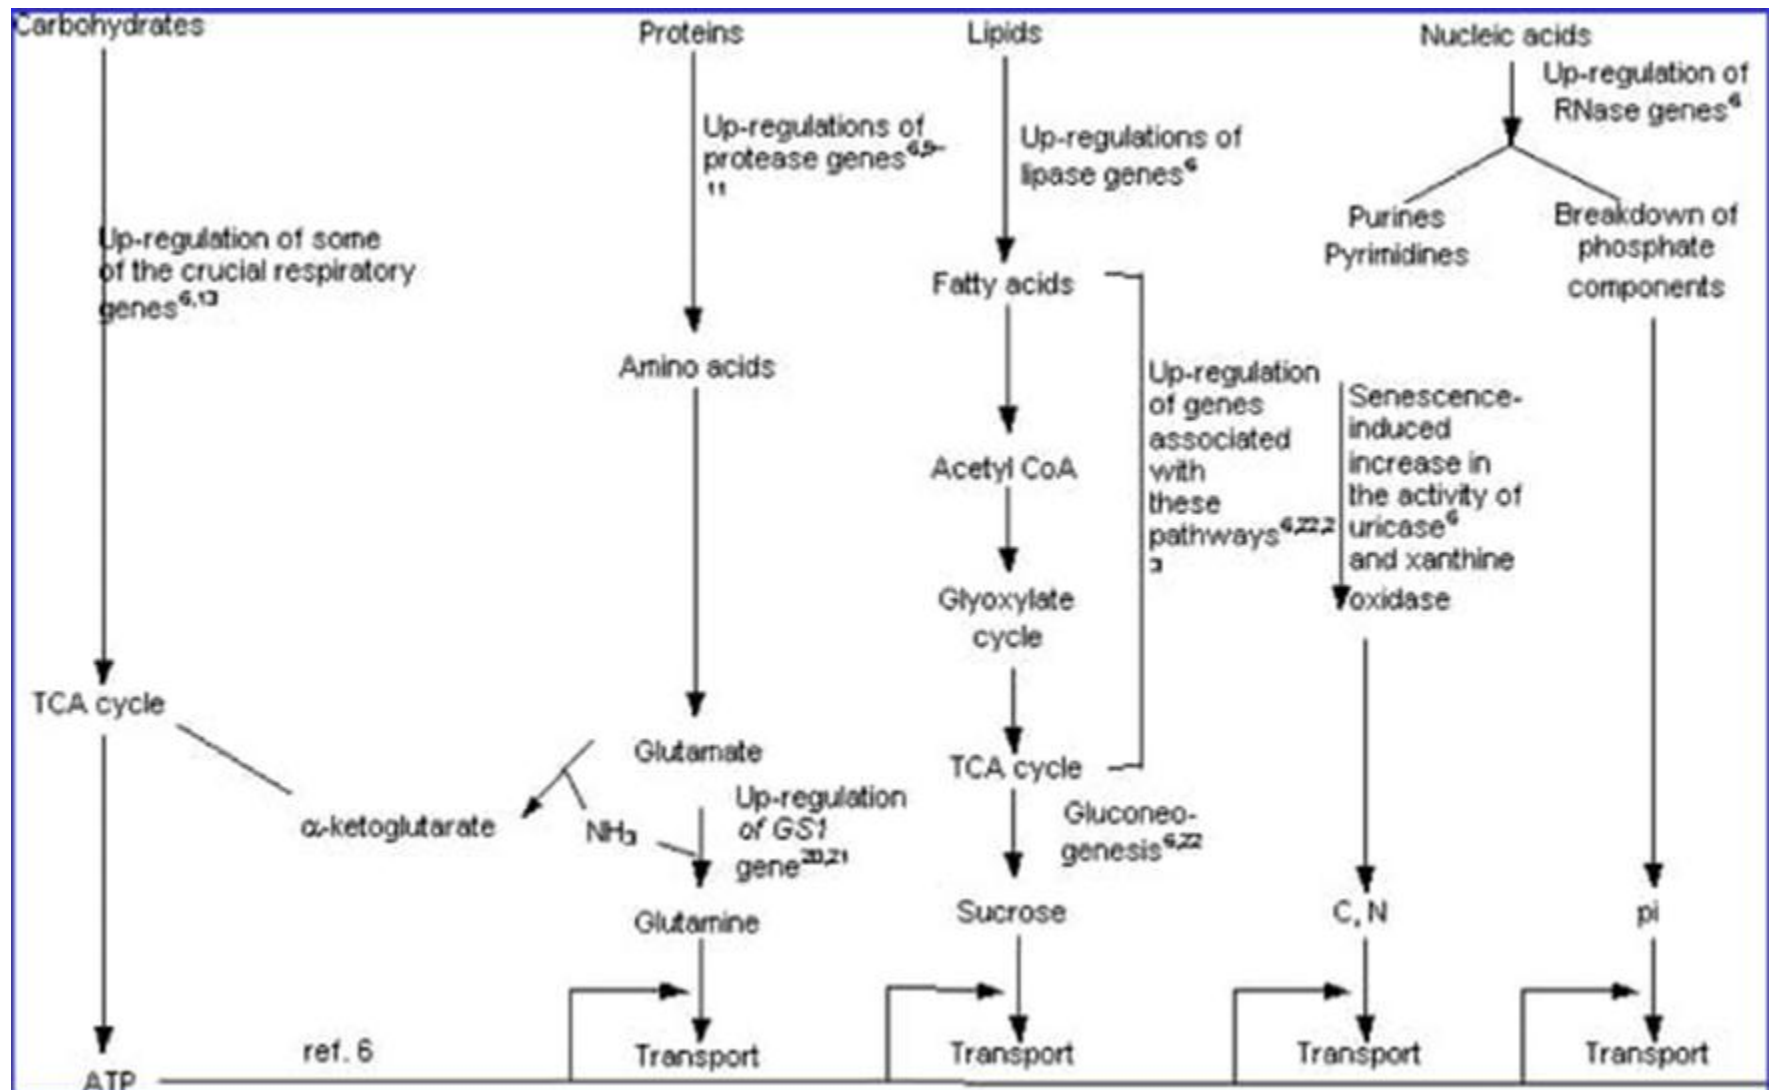 Carbohydrates
Proteins
Lipids
Nucleic acids
Up-regulation of
RNase genes6
Up-regulations of
protease genes6,9–
11
Up-regulations of
lipase genes6
Purines
Pyrimidines
Breakdown of
phosphate
components
Up-regulation of some
of the crucial respiratory
genes6,13
Fatty acids
Amino acids
Up-regulation
of genes
associated
with
these
pathways6,22,2
3
Senescence-
induced
increase in
the activity of
uricase6
and xanthine
oxidase
Acetyl CoA
Glyoxylate
cycle
TCA cycle
Glutamate
TCA cycle
α-ketoglutarate
NH3
Up-regulation
of GS1
gene20,21
Gluconeo-
genesis6,22
Glutamine
Sucrose
C, N
pi
ref. 6
Transport
Transport
Transport
Transport
ATP